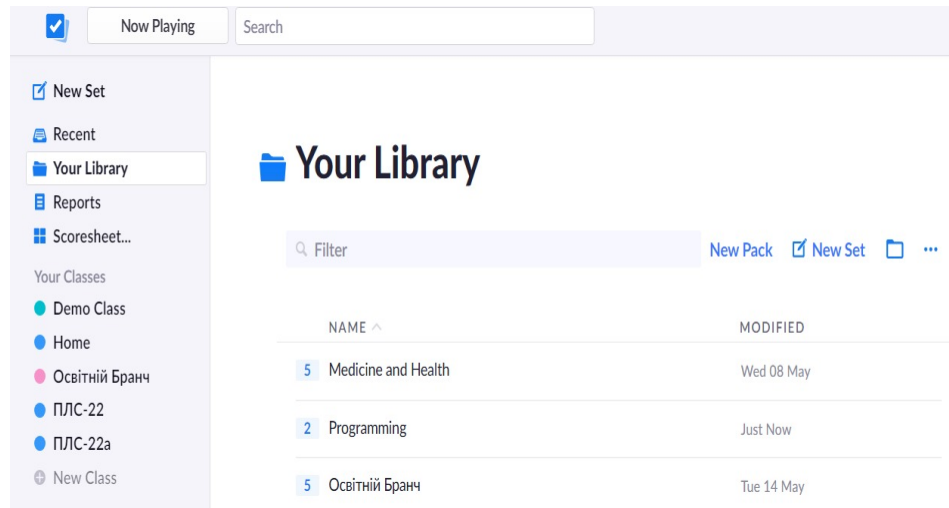 Now Playing
Search
New Set
Recent
Your Library
Reports
Scoresheet...
Your Classes
Demo Class
Home
Освітній Бранч
ПЛС-22
ПЛС-22а
New Class
Your Library
Filter
New Pack New Set ...
NAME MODIFIED
5 Medicine and Health Wed 08 May
2 Programming Just Now
5 Освітній Бранч Tue 14 May